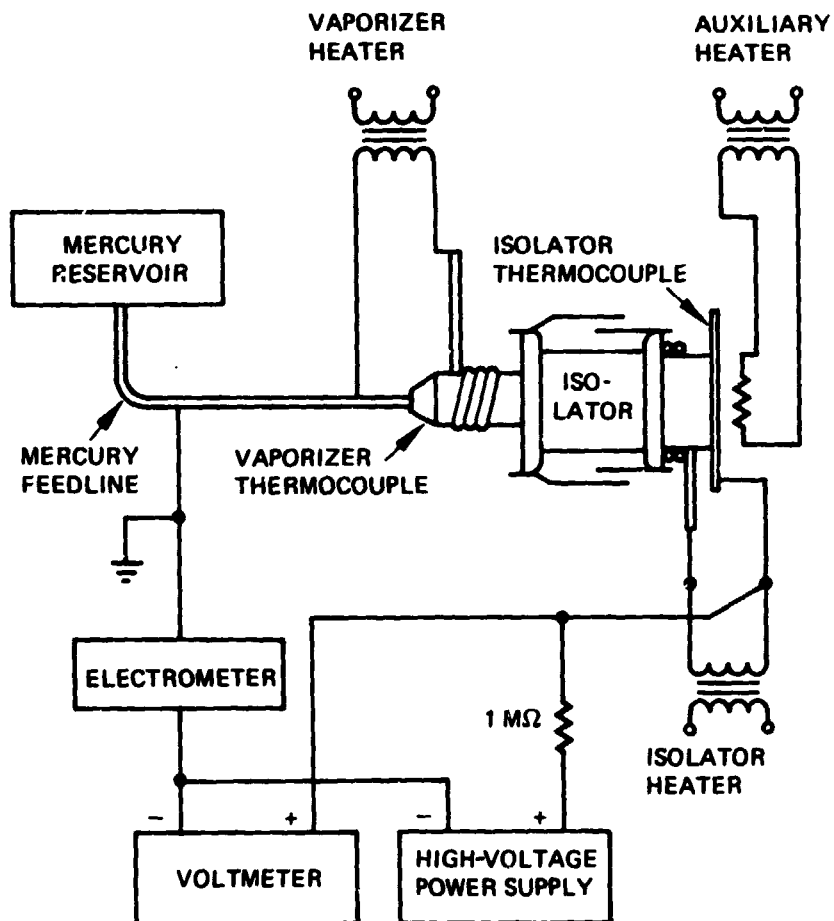 VAPORIZER
HEATER
AUXILIARY
HEATER
MERCURY
RESERVOIR
ISOLATOR
THERMOCOUPLE
ISO-
LATOR
MERCURY
FEEDLINE
VAPORIZER
THERMOCOUPLE
ELECTROMETER
1 MΩ
ISOLATOR
HEATER
− + − +
VOLTMETER
HIGH-VOLTAGE
POWER SUPPLY